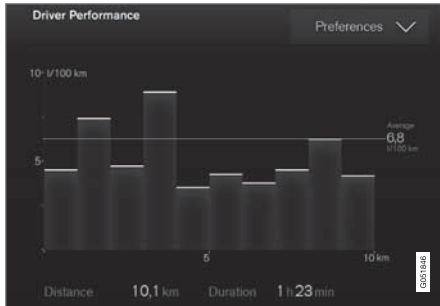 Driver Performance
Preferences
10 l/100 km
Average
6,8
l/100 km
5
5
10 km
Distance 10,1 km Duration 1 h 23 min
G051846